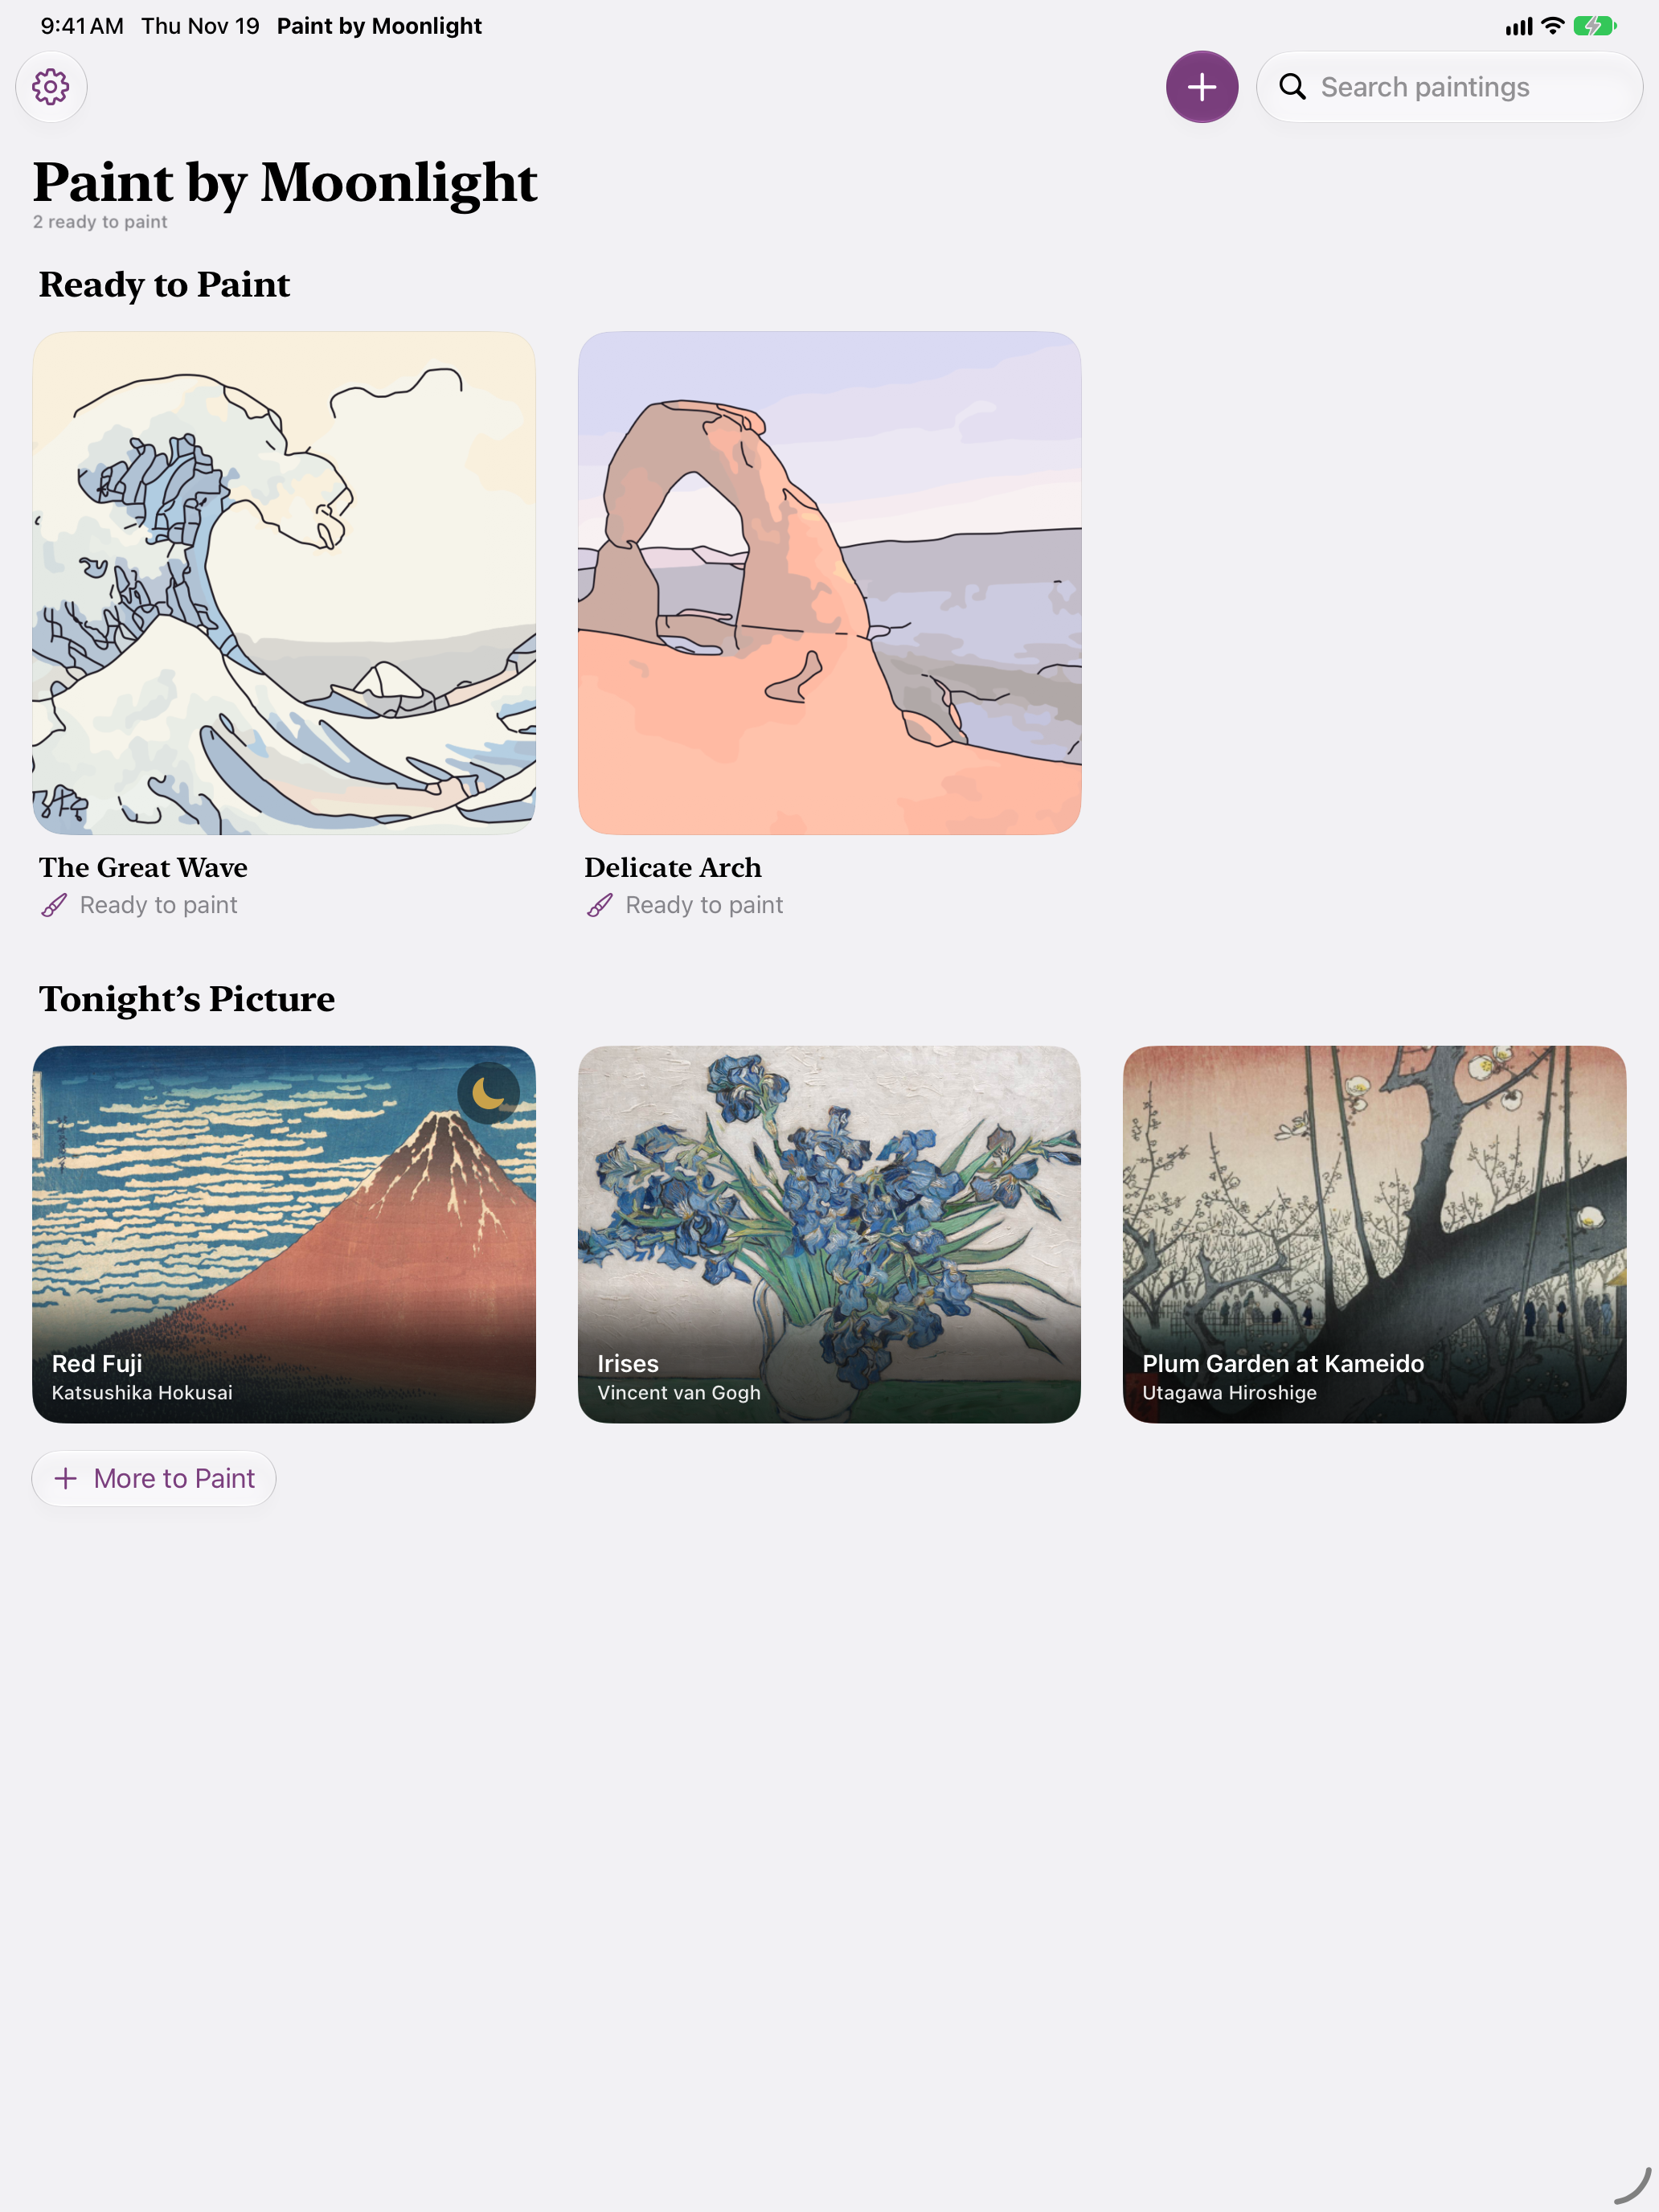 9:41 AM Thu Nov 19 Paint by Moonlight
Search paintings
Paint by Moonlight
2 ready to paint
Ready to Paint
The Great Wave
Ready to paint
Delicate Arch
Ready to paint
Tonight’s Picture
Red Fuji
Katsushika Hokusai
Irises
Vincent van Gogh
Plum Garden at Kameido
Utagawa Hiroshige
More to Paint